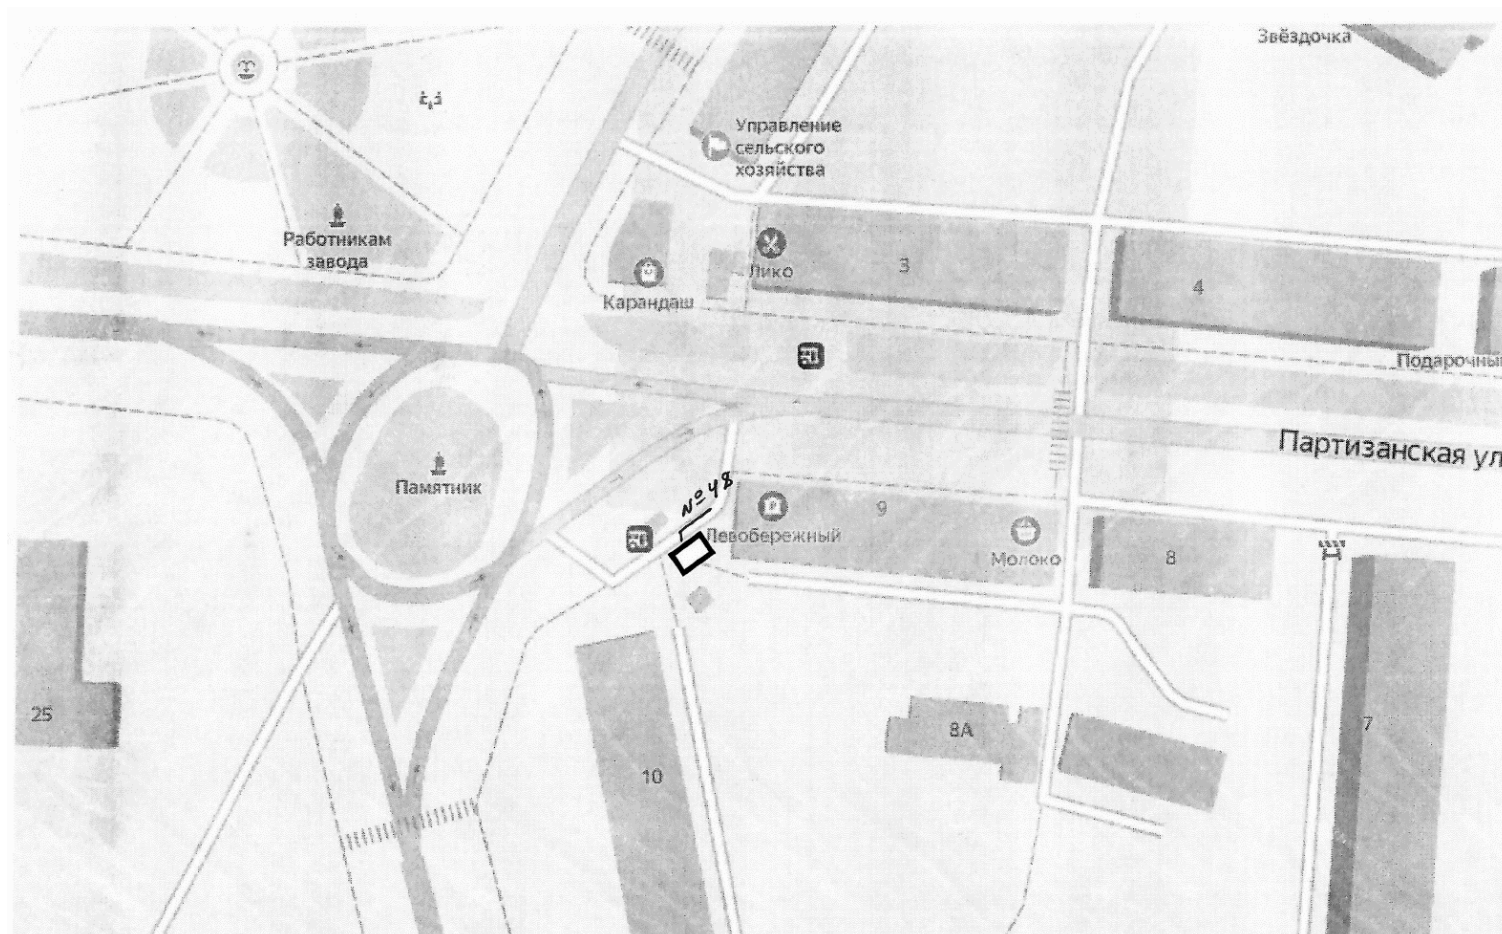 Звёздочка
Управление
сельского
хозяйства
Работникам
завода
Лико
3
Карандаш
4
Подарочный
Партизанская ул
Памятник
№48
9
Левобережный
Молоко
8
25
8А
7
10